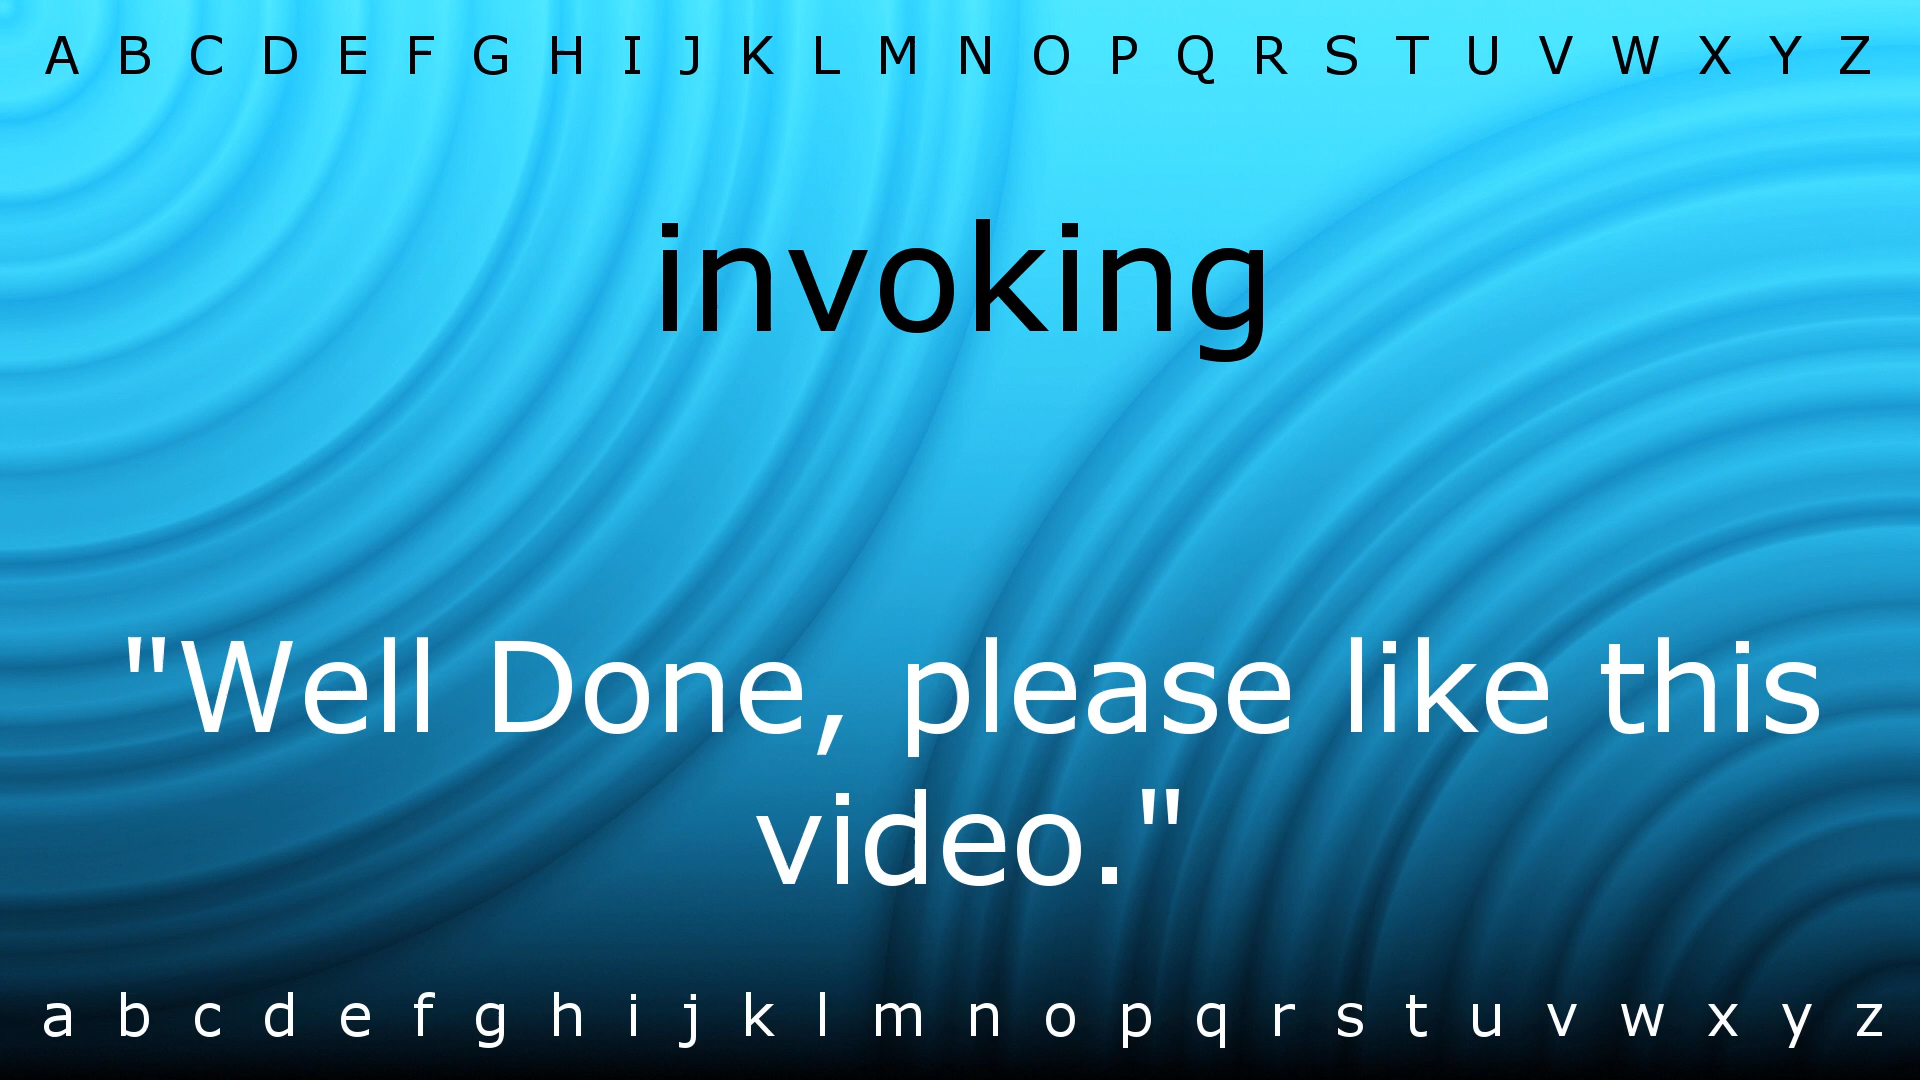 A B C D E F G H I J K L M N O P Q R S T U V W X Y Z
invoking
"Well Done, please like this
video."
a b c d e f g h i j k l m n o p q r s t u v w x y z